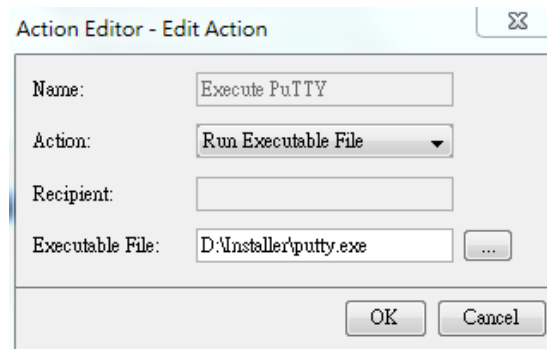 Action Editor - Edit Action
Name: Execute PuTTY
Action: Run Executable File
Recipient:
Executable File: D:\Installer\putty.exe ...
OK Cancel